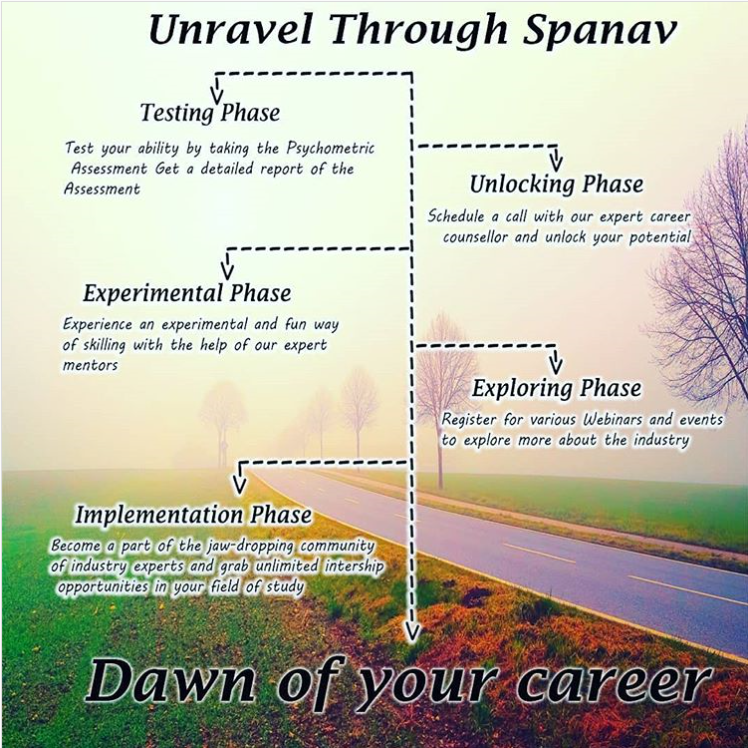 Unravel Through Spanav
Testing Phase
Test your ability by taking the Psychometric
Assessment Get a detailed report of the
Assessment
Unlocking Phase
Schedule a call with our expert career
counsellor and unlock your potential
Experimental Phase
Experience an experimental and fun way
of skilling with the help of our expert
mentors
Exploring Phase
Register for various Webinars and events
to explore more about the industry
Implementation Phase
Become a part of the jaw-dropping community
of industry experts and grab unlimited intership
opportunities in your field of study
Dawn of your career